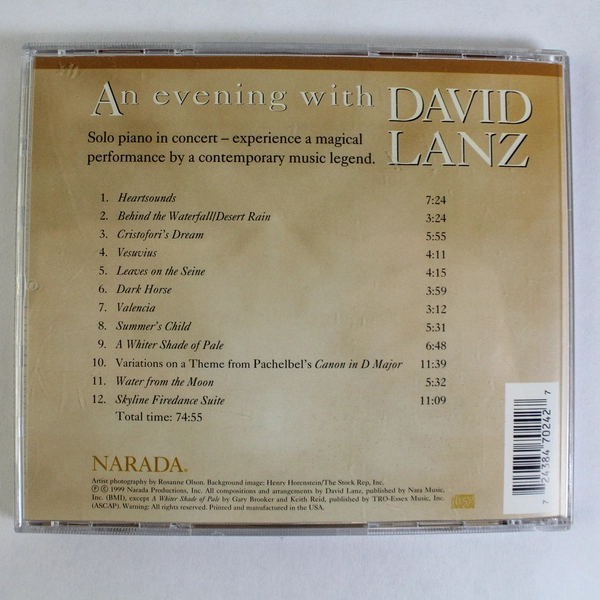 An evening with DAVID LANZ
Solo piano in concert – experience a magical
performance by a contemporary music legend.
1. Heartsounds 7:24
2. Behind the Waterfall/Desert Rain 3:24
3. Cristofori's Dream 5:55
4. Vesuvius 4:11
5. Leaves on the Seine 4:15
6. Dark Horse 3:59
7. Valencia 3:12
8. Summer's Child 5:31
9. A Whiter Shade of Pale 6:48
10. Variations on a Theme from Pachelbel's Canon in D Major 11:39
11. Water from the Moon 5:32
12. Skyline Firedance Suite 11:09
Total time: 74:55
NARADA®
Artist photography by Rosanne Olson. Background image: Henry Horenstein/The Stock Rep, Inc.
Ⓟ © 1999 Narada Productions, Inc. All compositions and arrangements by David Lanz, published by Nara Music,
Inc. (BMI), except A Whiter Shade of Pale by Gary Brooker and Keith Reid, published by TRO-Essex Music, Inc.
(ASCAP). Warning: All rights reserved. Printed and manufactured in the USA.
7 24384 70242 7